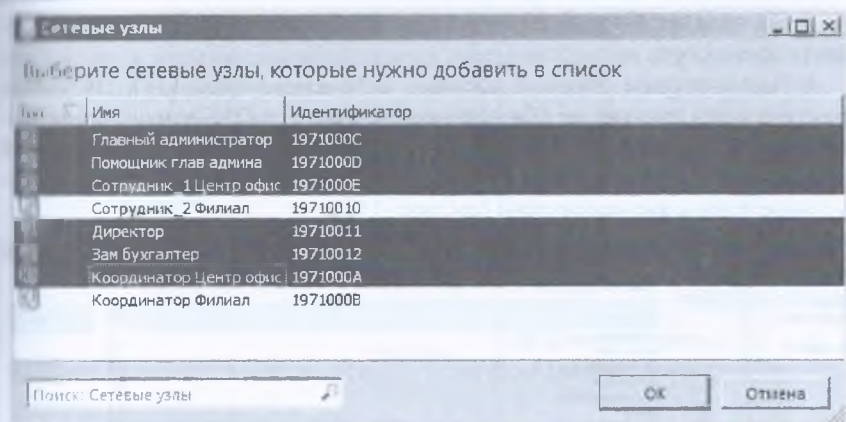 Сетевые узлы
Выберите сетевые узлы, которые нужно добавить в список
Имя Идентификатор
Главный администратор 1971000C
Помощник глав админа 1971000D
Сотрудник_1 Центр офис 1971000E
Сотрудник_2 Филиал 19710010
Директор 19710011
Зам бухгалтер 19710012
Координатор Центр офис 1971000A
Координатор Филиал 1971000B
Поиск: Сетевые узлы
OK Отмена